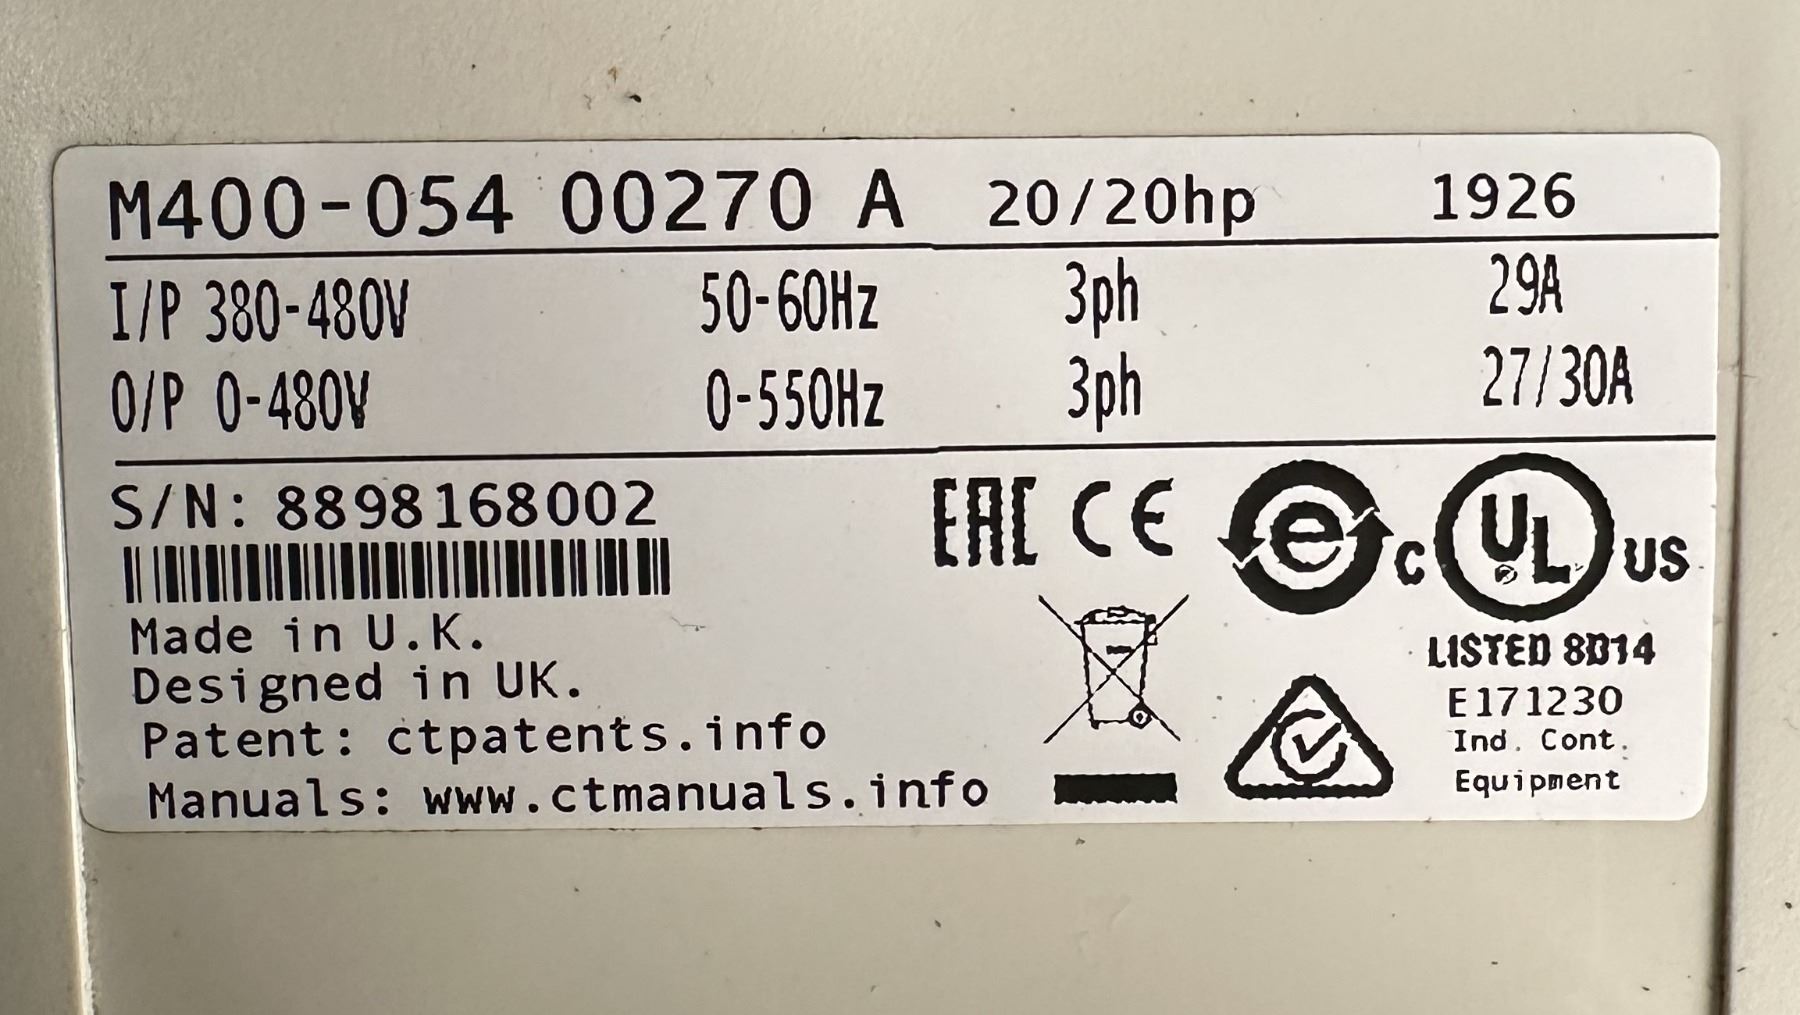 M400-054 00270 A 20/20hp 1926
I/P 380-480V 50-60Hz 3ph 29A
O/P 0-480V 0-550Hz 3ph 27/30A
S/N: 8898168002
Made in U.K.
Designed in UK.
Patent: ctpatents.info
Manuals: www.ctmanuals.info
EAC CE e c UL US
LISTED 8D14
E171230
Ind. Cont.
Equipment